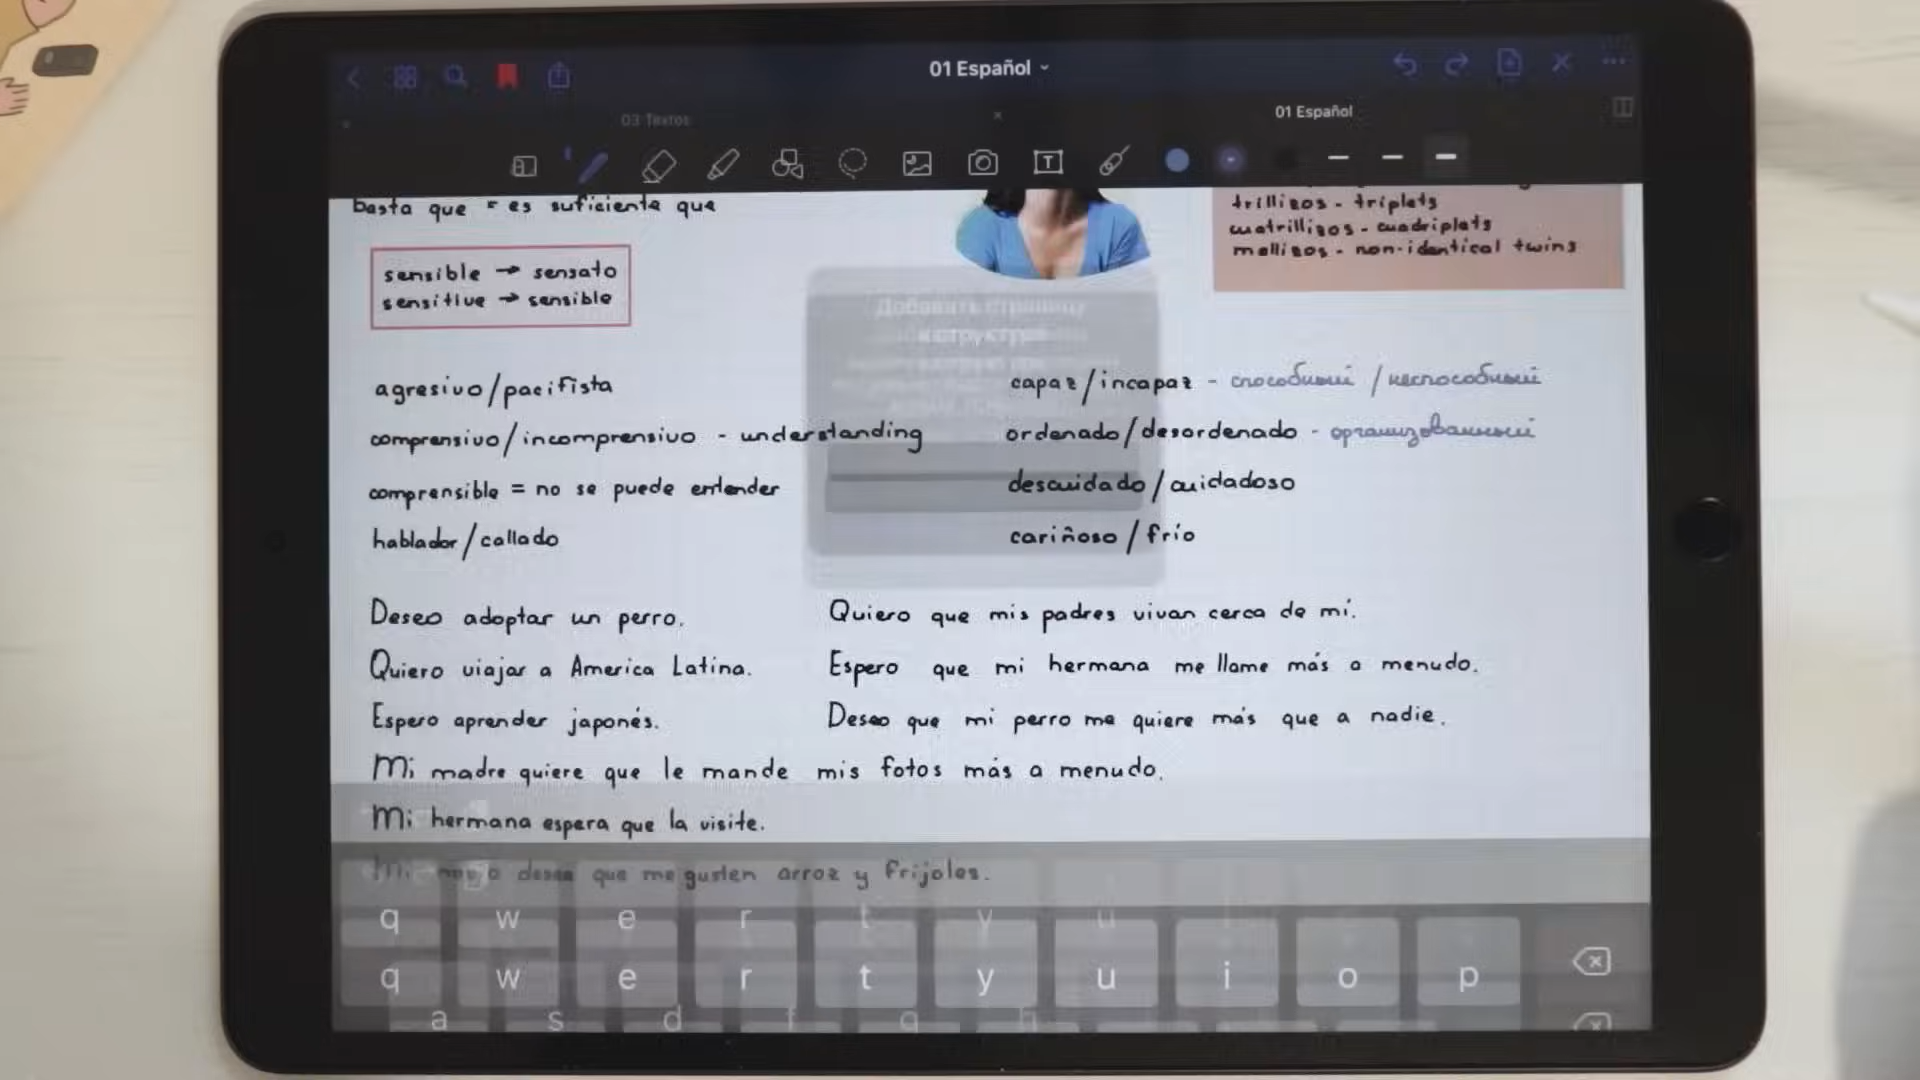 01 Español
03 Textos
01 Español
basta que = es suficiente que
trillizos - triplets
cuatrillizos - cuadriplets
mellizos - non-identical twins
sensible → sensato
sensitive → sensible
Добавить страницу
agresivo/pacifista
capaz/incapaz - способный /неспособный
comprensivo/incomprensivo - understanding
ordenado/desordenado - организованный
comprensible = no se puede entender
descuidado/cuidadoso
hablador/callado
cariñoso/frío
Deseo adoptar un perro.
Quiero que mis padres vivan cerca de mí.
Quiero viajar a America Latina.
Espero que mi hermana me llame más a menudo.
Espero aprender japonés.
Deseo que mi perro me quiere más que a nadie.
Mi madre quiere que le mande mis fotos más a menudo.
Mi hermana espera que la visite.
Mi desea que me gusten arroz y frijoles.
q w e r t y u
q w e r t y u i o p
a s d f g h